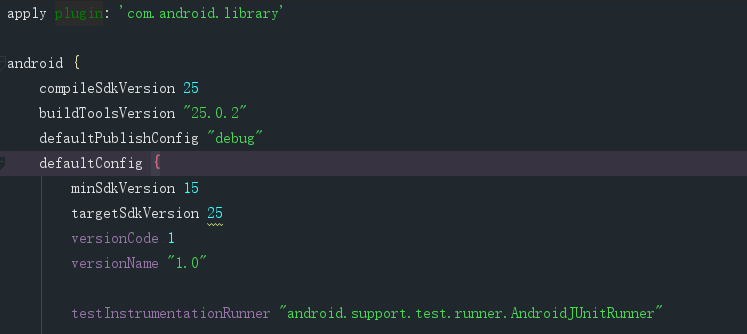 apply plugin: 'com.android.library'
android {
compileSdkVersion 25
buildToolsVersion "25.0.2"
defaultPublishConfig "debug"
defaultConfig {
minSdkVersion 15
targetSdkVersion 25
versionCode 1
versionName "1.0"
testInstrumentationRunner "android.support.test.runner.AndroidJUnitRunner"